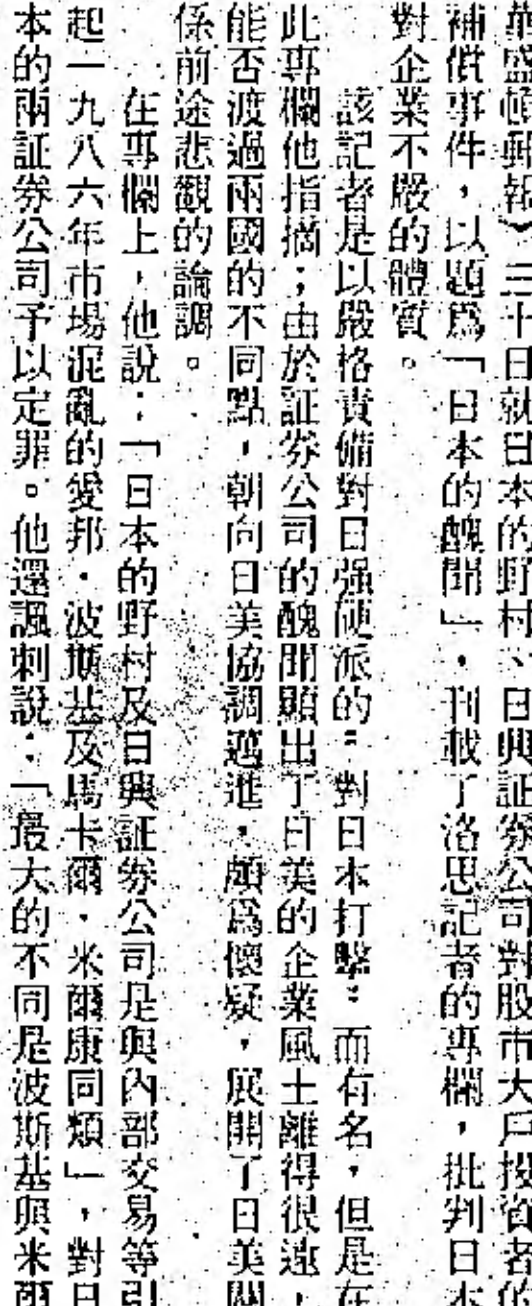 華盛頓郵報〉三十日就日本的野村、日興証券公司對股市大戶投資者的
補償事件，以題爲「日本的醜聞」，刊載了洛思記者的專欄，批判日本
對企業不嚴的體質。
該記者是以嚴格責備對日强硬派的〝對日本打擊〞而有名，但是在
此專欄他指摘；由於証券公司的醜聞顯出了日美的企業風土離得很遠，
能否渡過兩國的不同點，朝向日美協調邁進，頗爲懷疑，展開了日美關
係前途悲觀的論調。
在專欄上，他說：「日本的野村及日興証券公司是與內部交易等引
起一九八六年市場混亂的愛邦・波斯基及馬卡爾・米爾康同類」，對日
本的兩証券公司予以定罪。他還諷刺說：「最大的不同是波斯基與米爾